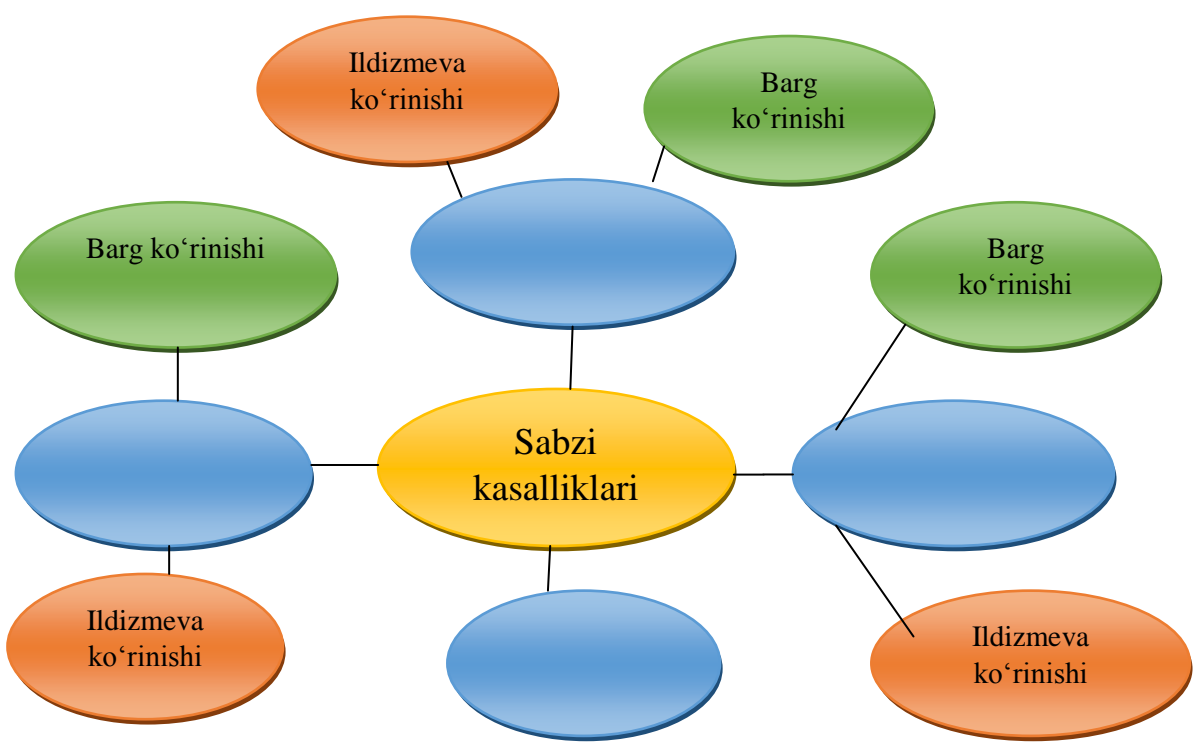 Ildizmeva
ko‘rinishi
Barg
ko‘rinishi
Barg ko‘rinishi
Barg
ko‘rinishi
Sabzi
kasalliklari
Ildizmeva
ko‘rinishi
Ildizmeva
ko‘rinishi